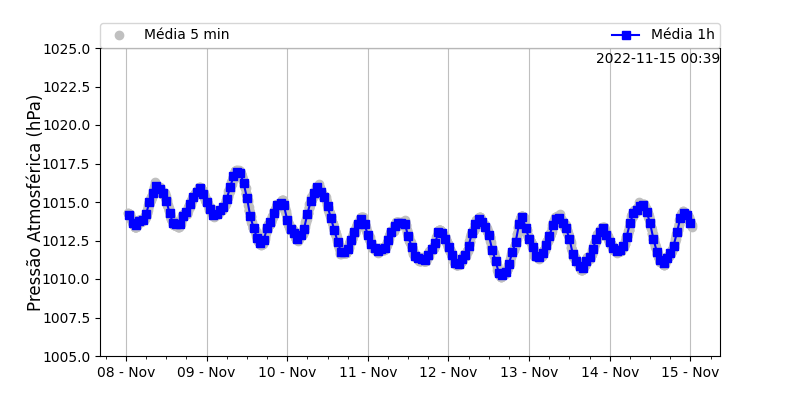 Média 5 min
Média 1h
2022-11-15 00:39
Pressão Atmosférica (hPa)
1025.0
1022.5
1020.0
1017.5
1015.0
1012.5
1010.0
1007.5
1005.0
08 - Nov
09 - Nov
10 - Nov
11 - Nov
12 - Nov
13 - Nov
14 - Nov
15 - Nov